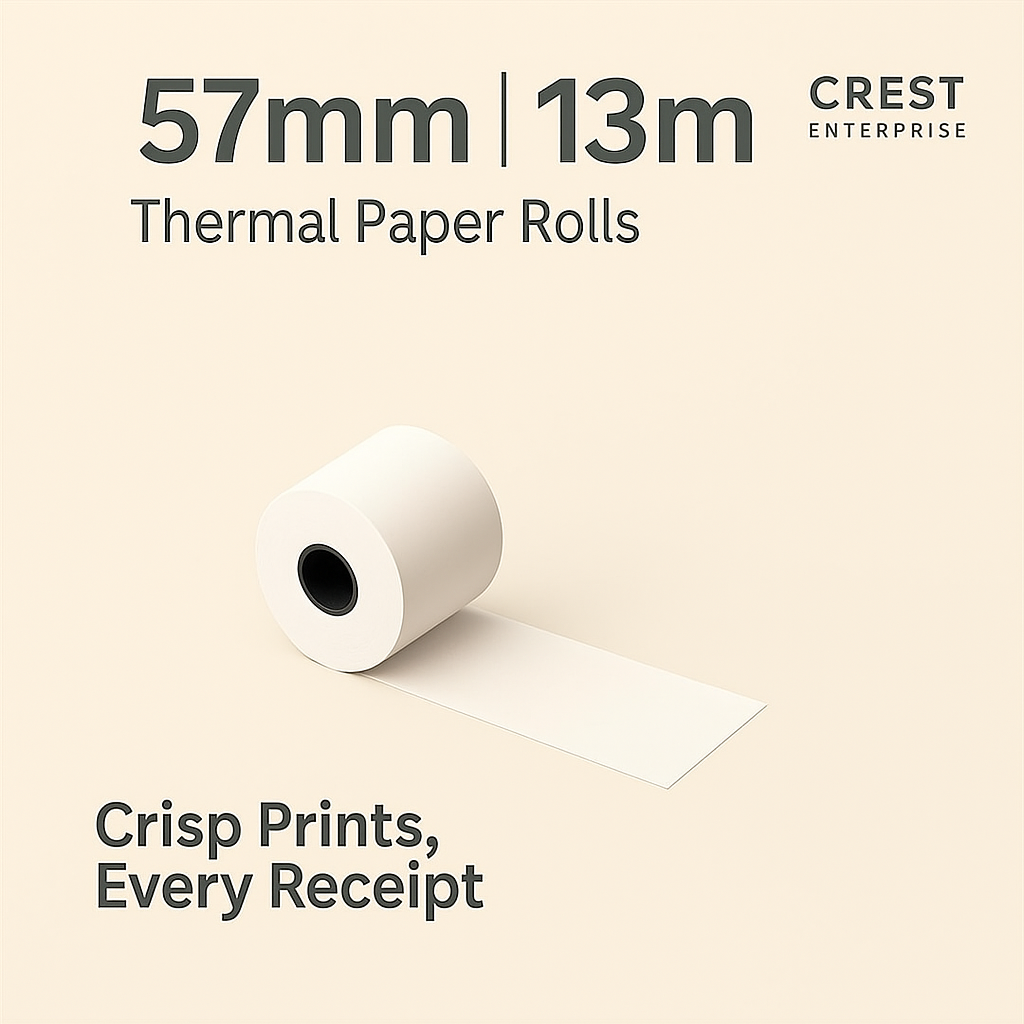 57mm | 13m
CREST
ENTERPRISE
Thermal Paper Rolls
Crisp Prints,
Every Receipt